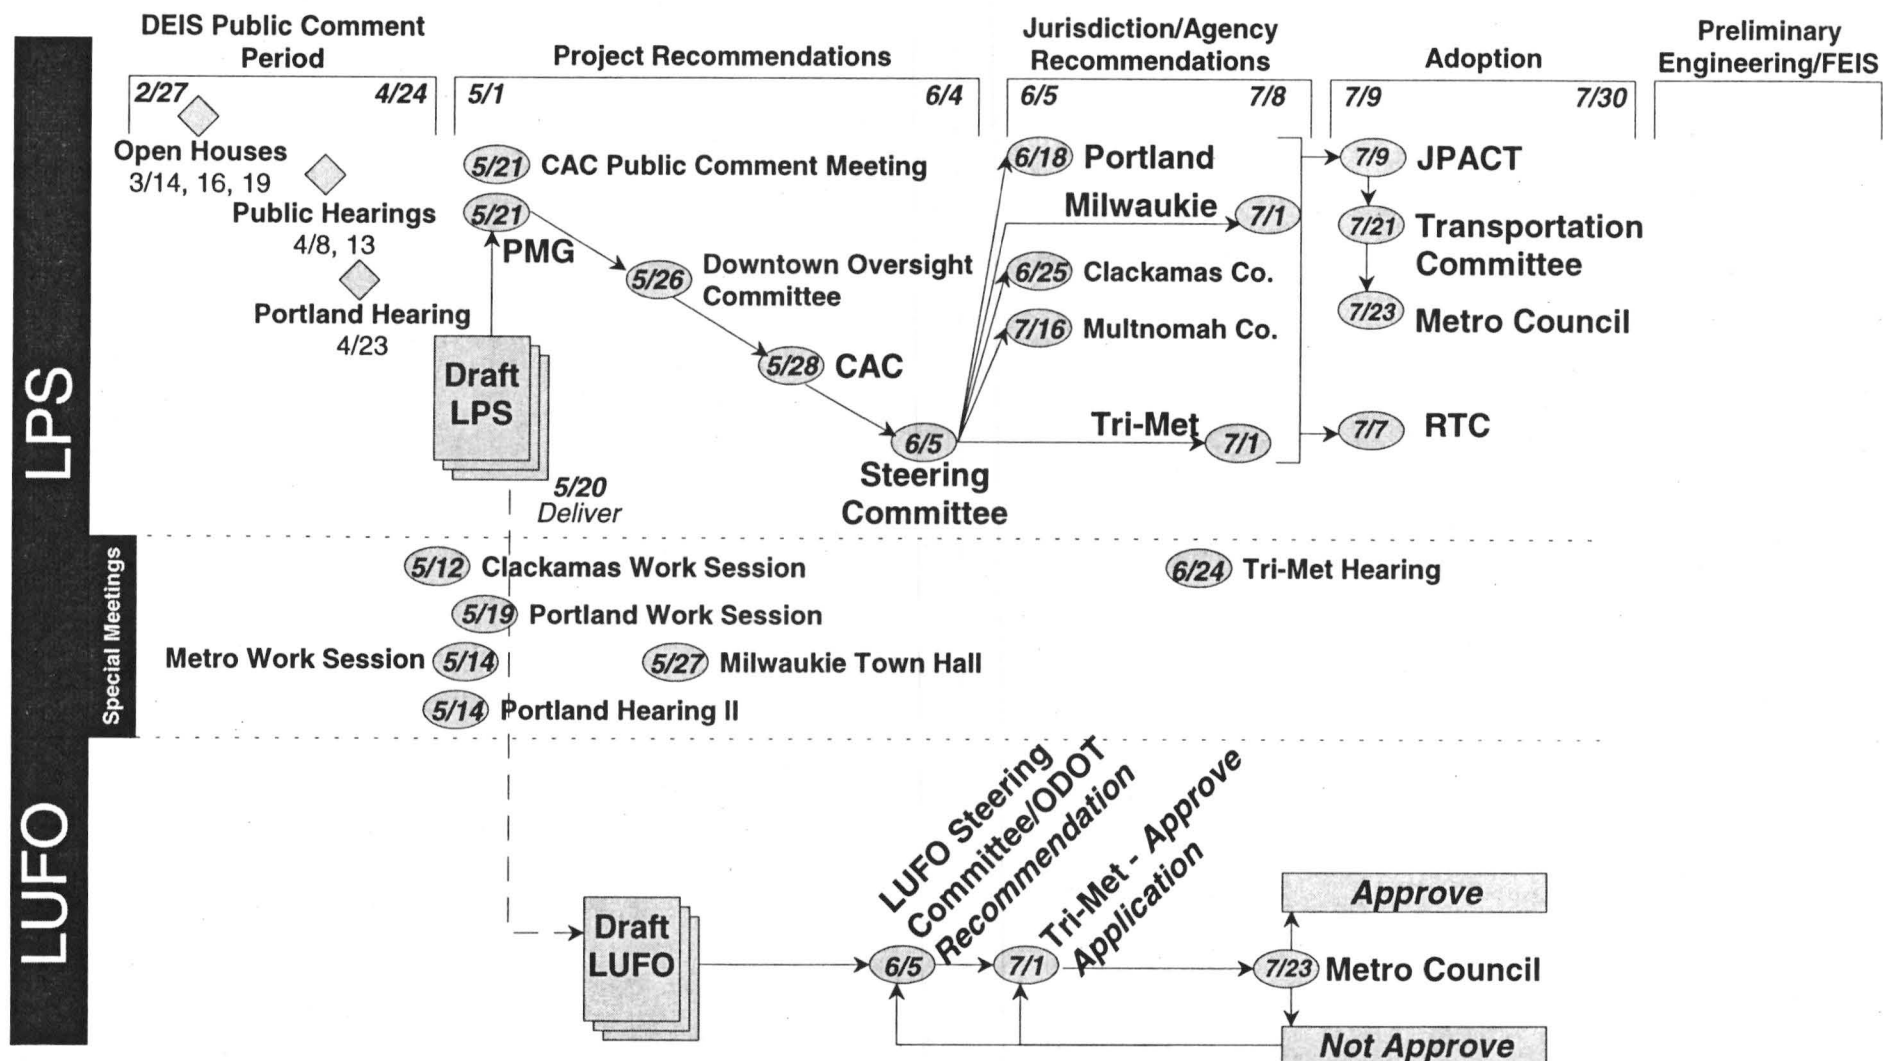 DEIS Public Comment
Period
Project Recommendations
Jurisdiction/Agency
Recommendations
Adoption
Preliminary
Engineering/FEIS
2/27
4/24
5/1
6/4
6/5
7/8
7/9
7/30
LPS
Open Houses
3/14, 16, 19
Public Hearings
4/8, 13
Portland Hearing
4/23
5/21 CAC Public Comment Meeting
5/21
PMG
5/26
Downtown Oversight
Committee
5/28 CAC
Draft
LPS
5/20
Deliver
6/5
Steering
Committee
6/18 Portland
Milwaukie 7/1
6/25 Clackamas Co.
7/16 Multnomah Co.
Tri-Met 7/1
7/9 JPACT
7/21 Transportation
Committee
7/23 Metro Council
7/7 RTC
Special Meetings
5/12 Clackamas Work Session
6/24 Tri-Met Hearing
5/19 Portland Work Session
Metro Work Session 5/14
5/27 Milwaukie Town Hall
5/14 Portland Hearing II
LUFO
Draft
LUFO
LUFO Steering
Committee/ODOT
Recommendation
6/5
Tri-Met - Approve
Application
7/1
Approve
7/23 Metro Council
Not Approve